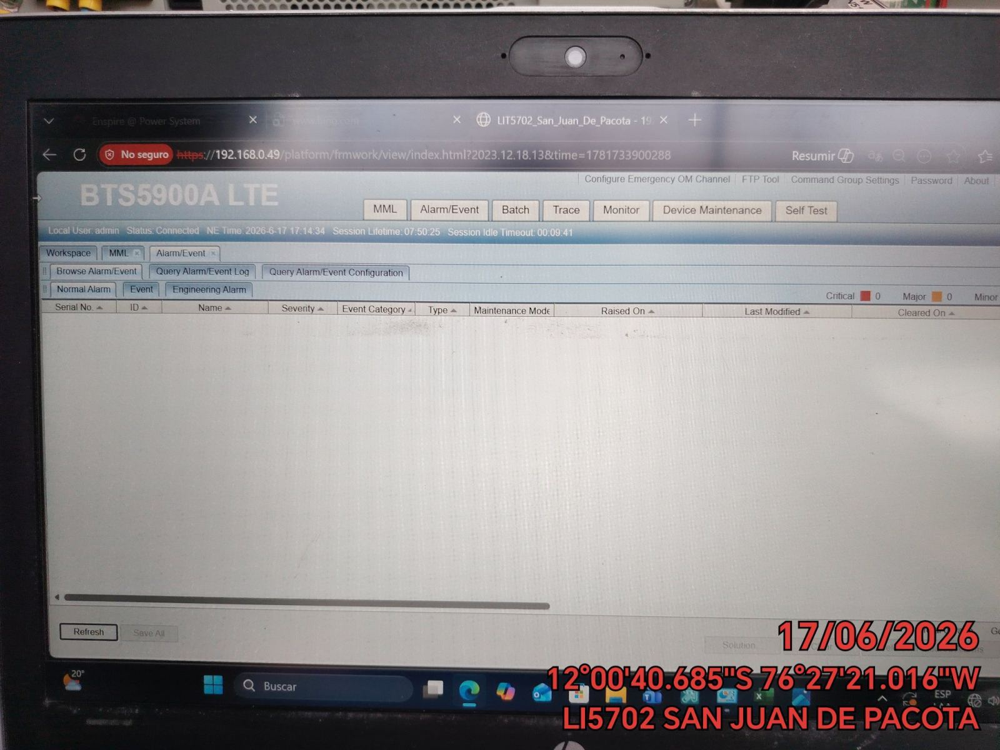 Enspire @ Power System
LIT5702_San_Juan_De_Pacota - 19
No seguro https://192.168.0.49/platform/frmwork/view/index.html?2023.12.18.13&time=1781733900288 Resumir
BTS5900A LTE
Configure Emergency OM Channel FTP Tool Command Group Settings Password About
MML Alarm/Event Batch Trace Monitor Device Maintenance Self Test
Local User: admin Status: Connected NE Time: 2026-6-17 17:14:34 Session Lifetime: 07:50:25 Session Idle Timeout: 00:09:41
Workspace MML Alarm/Event
Browse Alarm/Event Query Alarm/Event Log Query Alarm/Event Configuration
Normal Alarm Event Engineering Alarm
Critical 0 Major 0 Minor
Serial No. ID Name Severity Event Category Type Maintenance Mode Raised On Last Modified Cleared On
Refresh Save All
Solution
17/06/2026
20°
Buscar
ESP
12°00'40.685"S 76°27'21.016"W
LI5702 SAN JUAN DE PACOTA